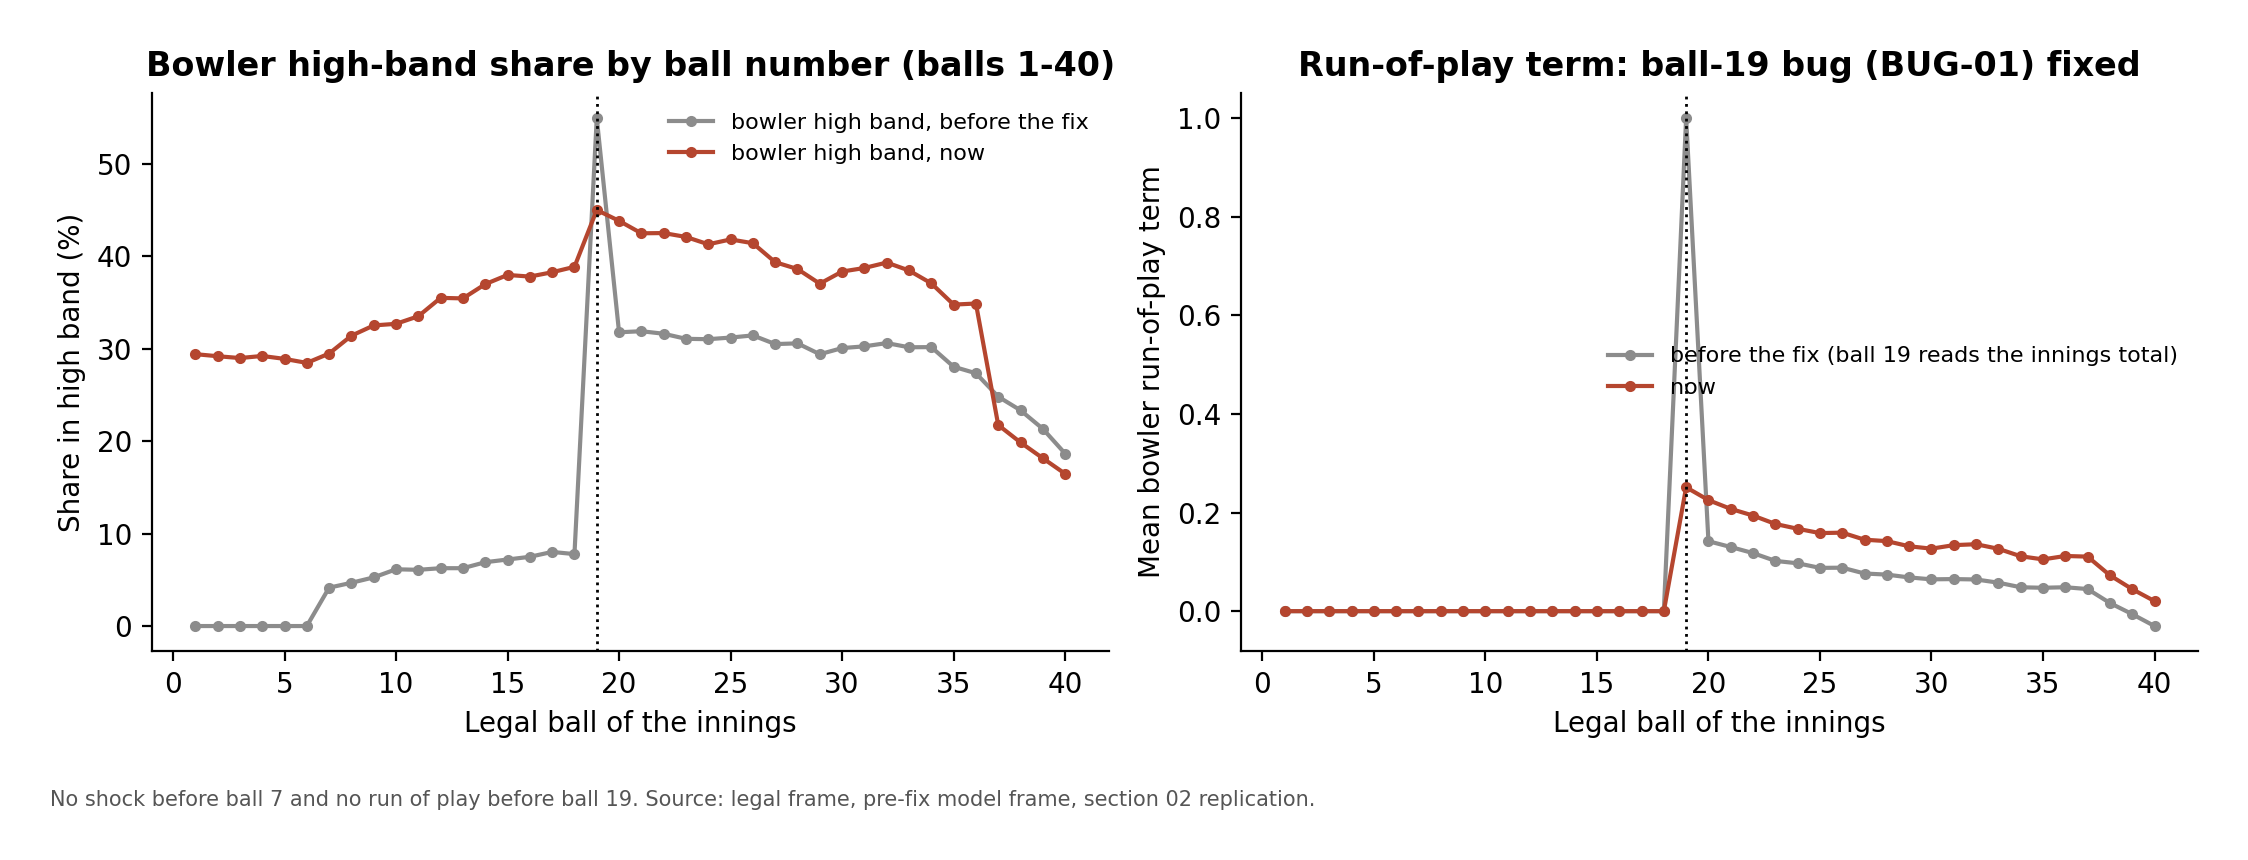 Bowler high-band share by ball number (balls 1-40)
Share in high band (%)
50
40
30
20
10
0
bowler high band, before the fix
bowler high band, now
0 5 10 15 20 25 30 35 40
Legal ball of the innings
Run-of-play term: ball-19 bug (BUG-01) fixed
Mean bowler run-of-play term
1.0
0.8
0.6
0.4
0.2
0.0
before the fix (ball 19 reads the innings total)
now
0 5 10 15 20 25 30 35 40
Legal ball of the innings
No shock before ball 7 and no run of play before ball 19. Source: legal frame, pre-fix model frame, section 02 replication.